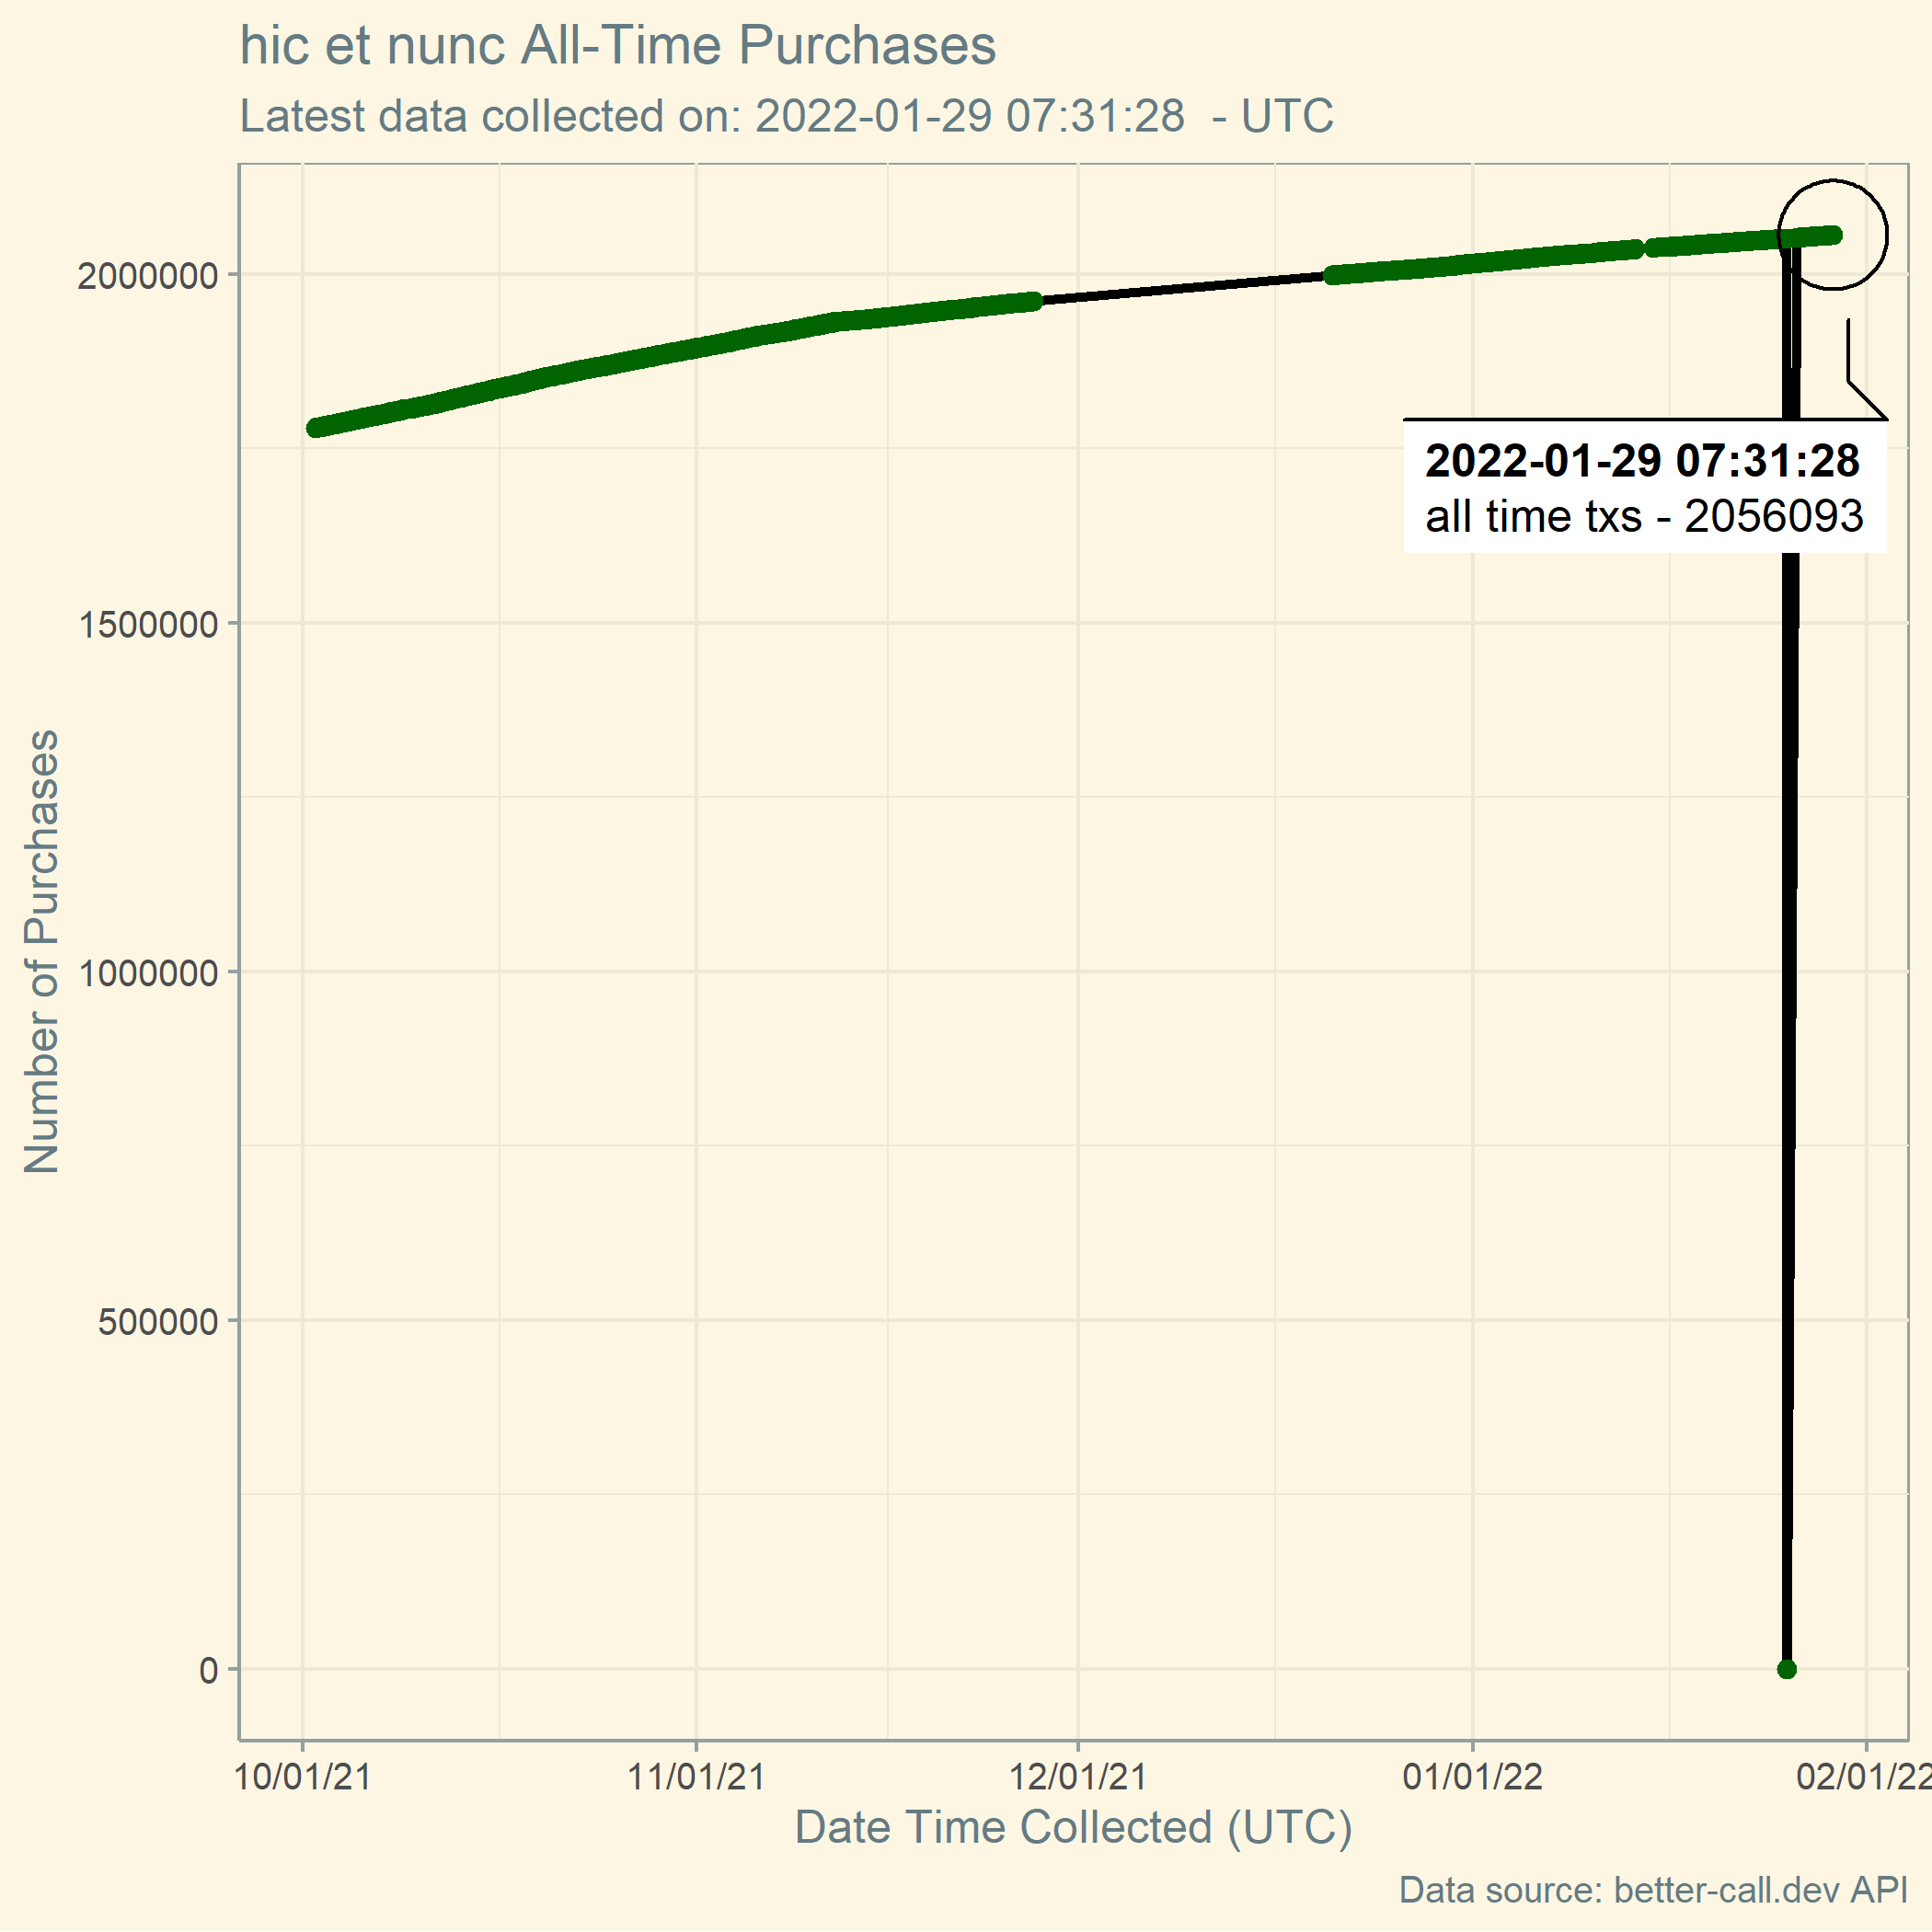 hic et nunc All-Time Purchases
Latest data collected on: 2022-01-29 07:31:28  - UTC
Number of Purchases
2000000
1500000
1000000
500000
0
2022-01-29 07:31:28
all time txs - 2056093
10/01/21
11/01/21
12/01/21
01/01/22
02/01/22
Date Time Collected (UTC)
Data source: better-call.dev API